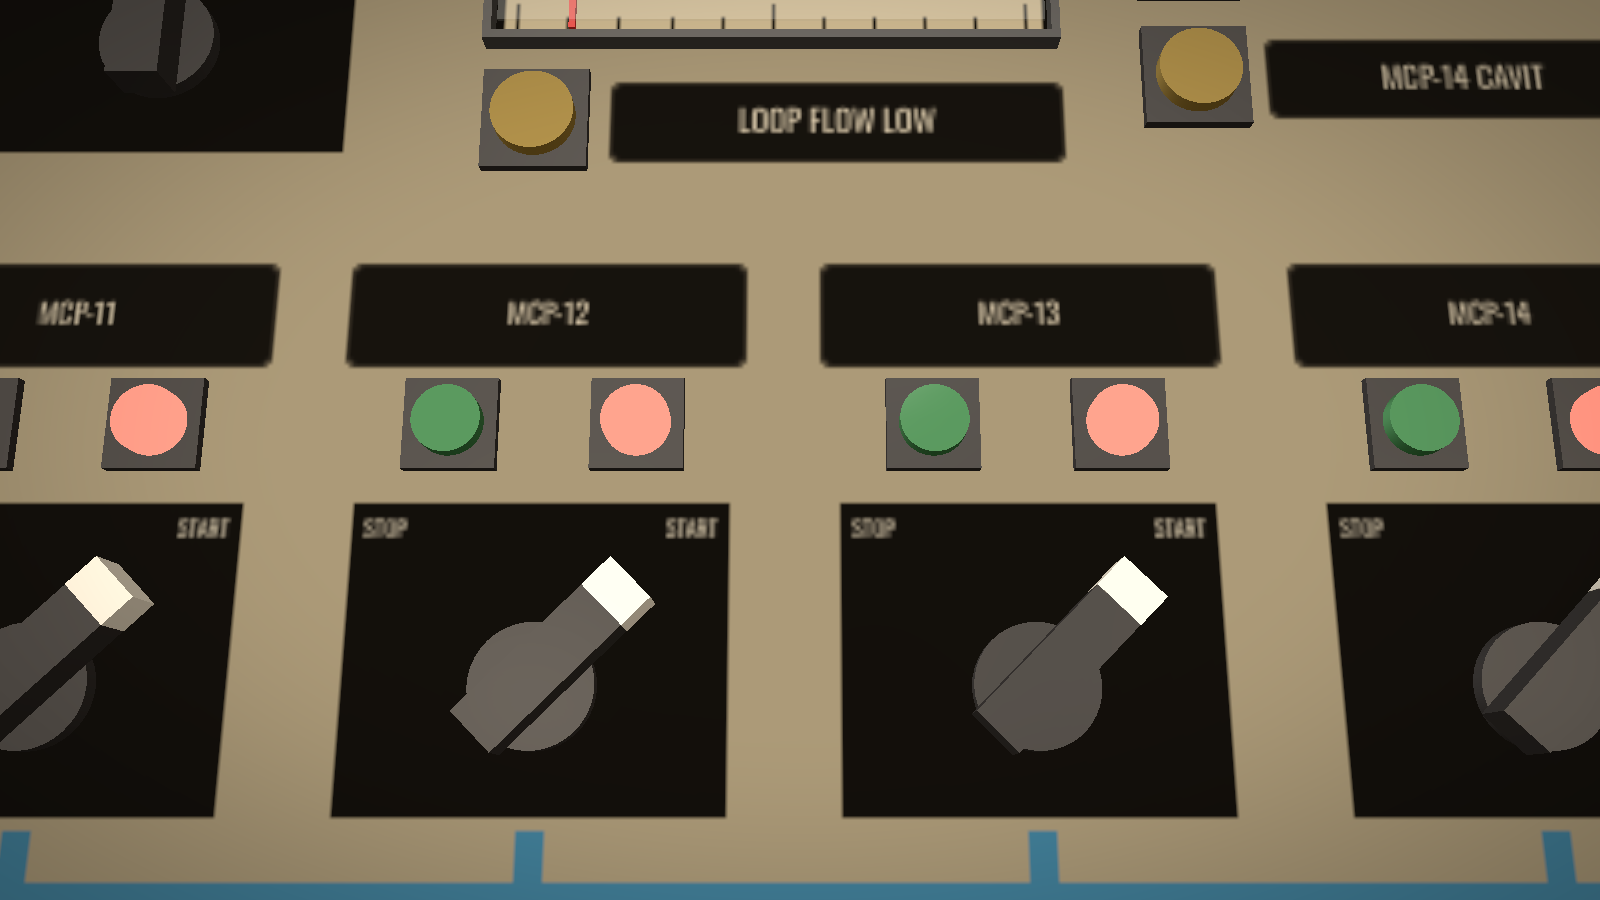 LOOP FLOW LOW
MCP-14 CAVIT
MCP-11
MCP-12
MCP-13
MCP-14
START
STOP
START
STOP
START
STOP